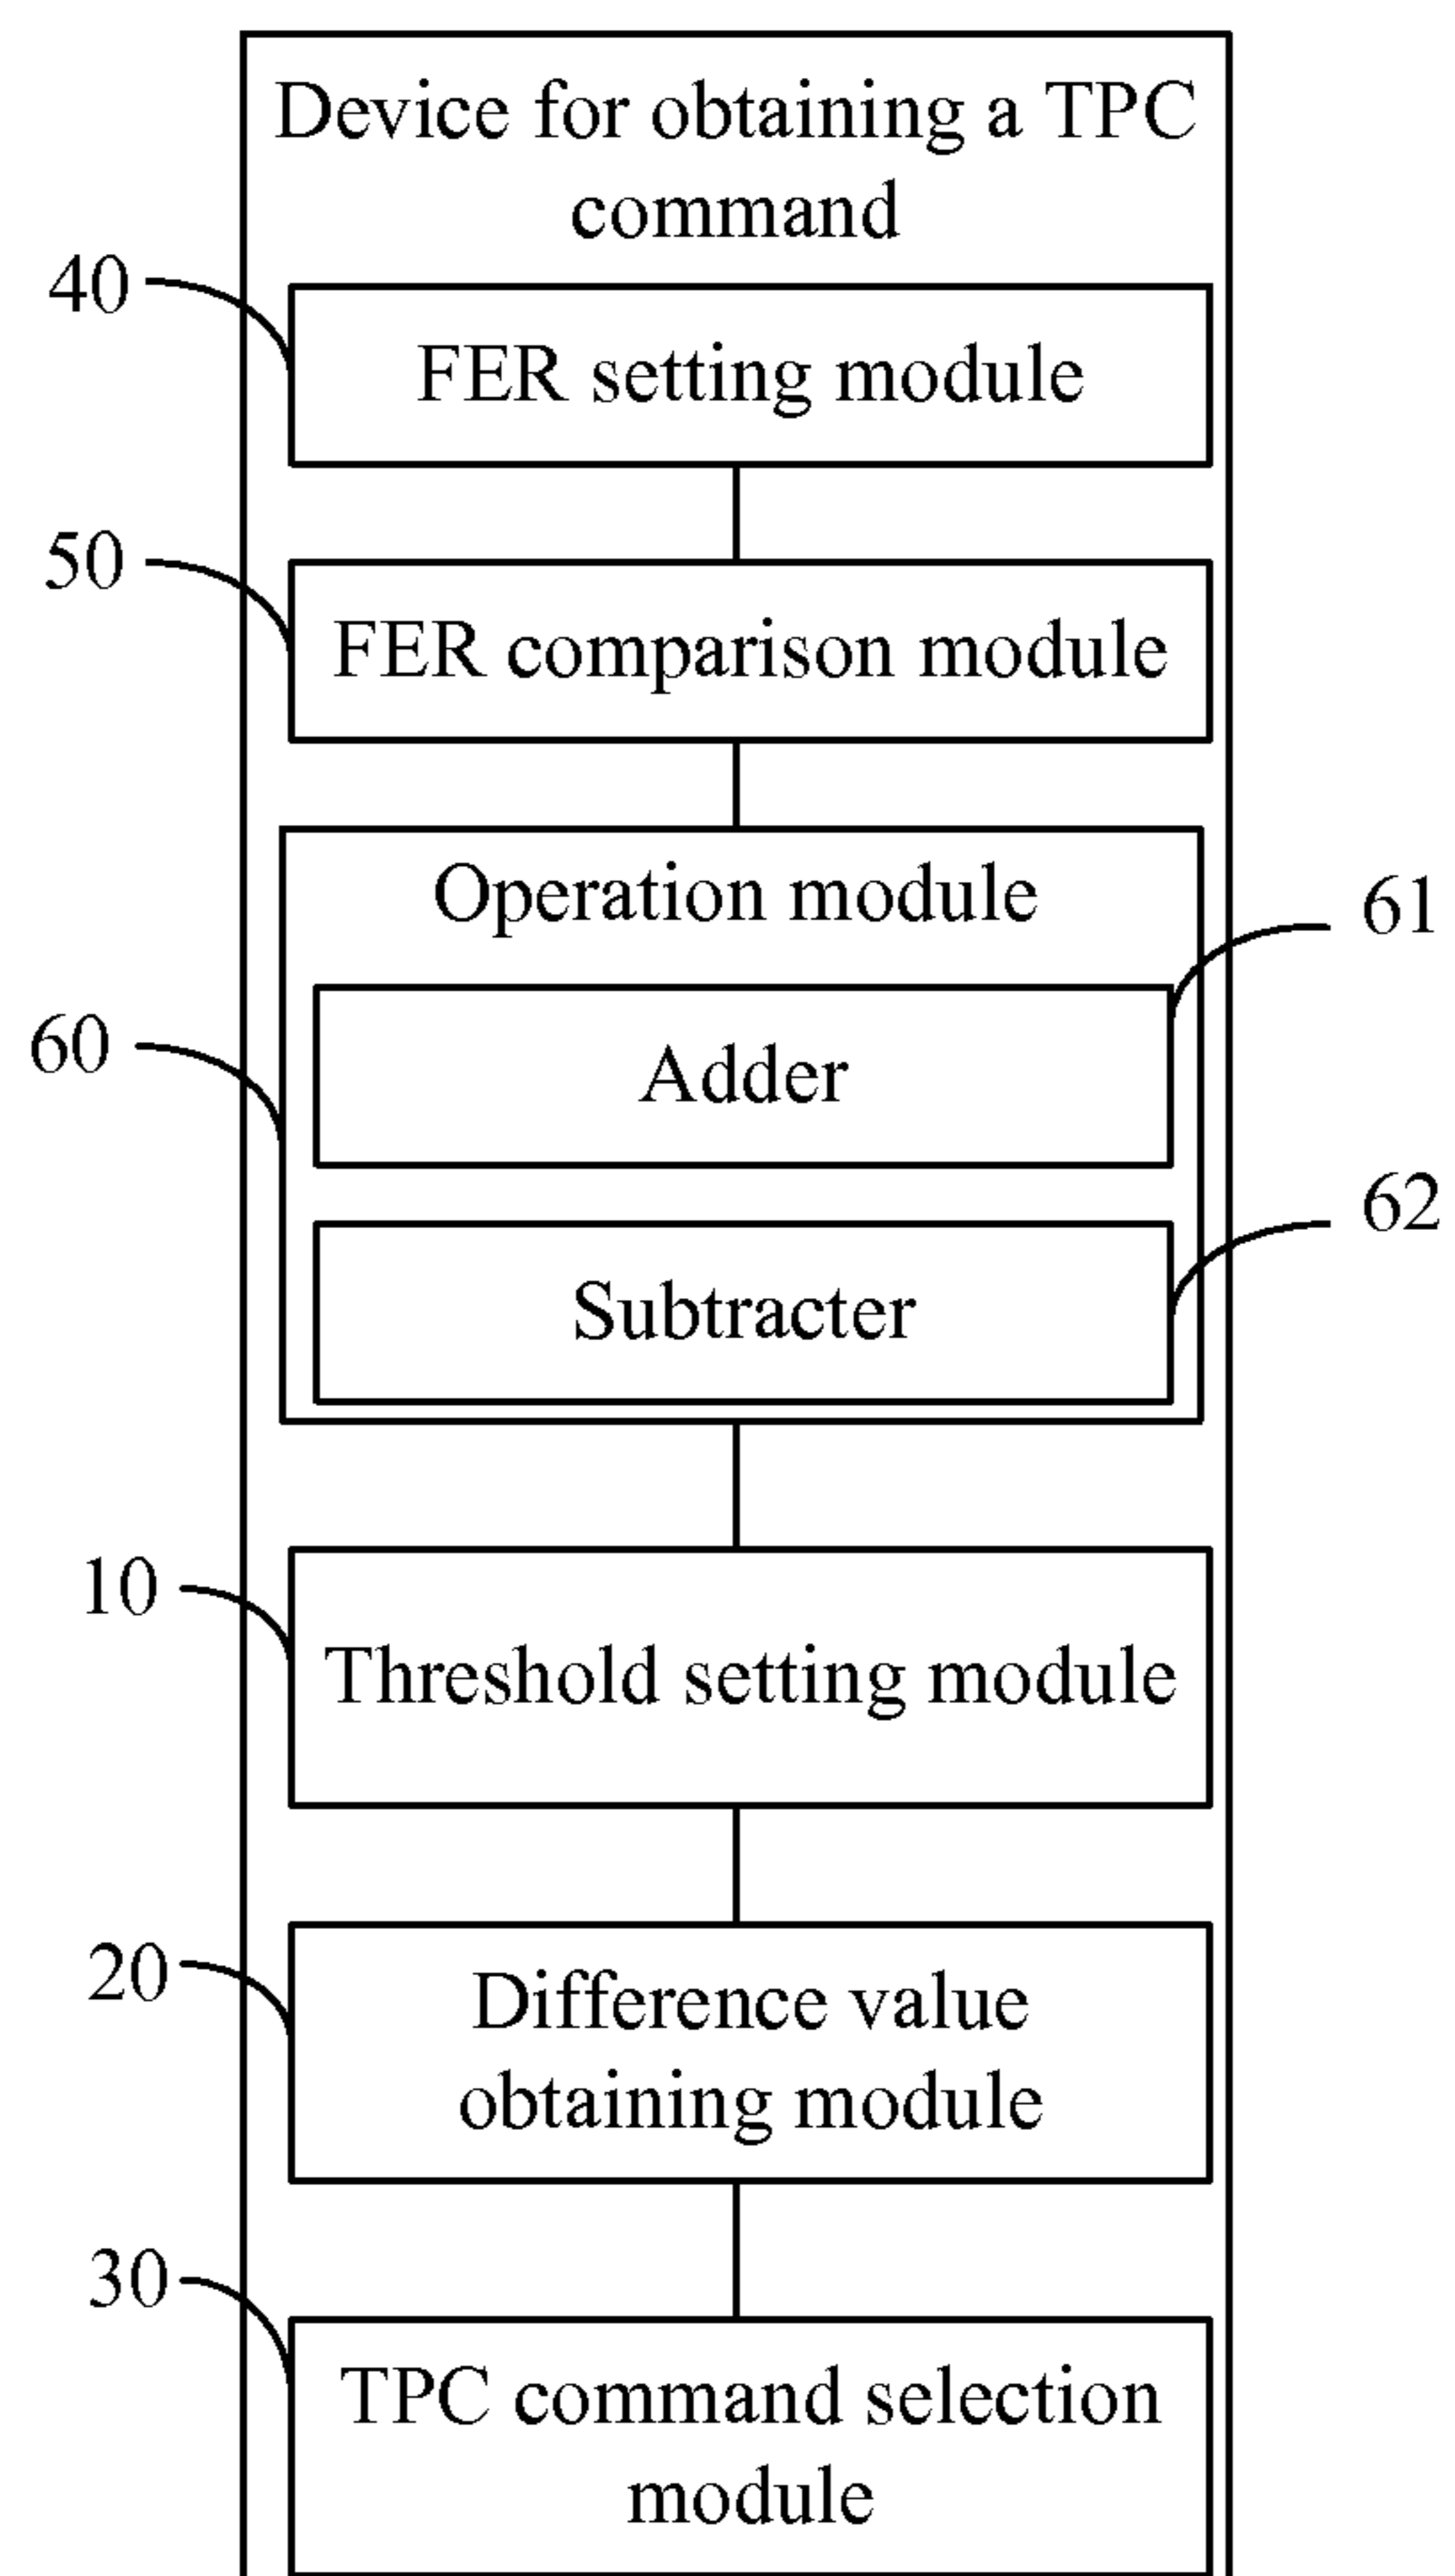 Device for obtaining a TPC
command
40
FER setting module
50
FER comparison module
Operation module
61
60
Adder
62
Subtracter
10
Threshold setting module
20
Difference value
obtaining module
30
TPC command selection
module